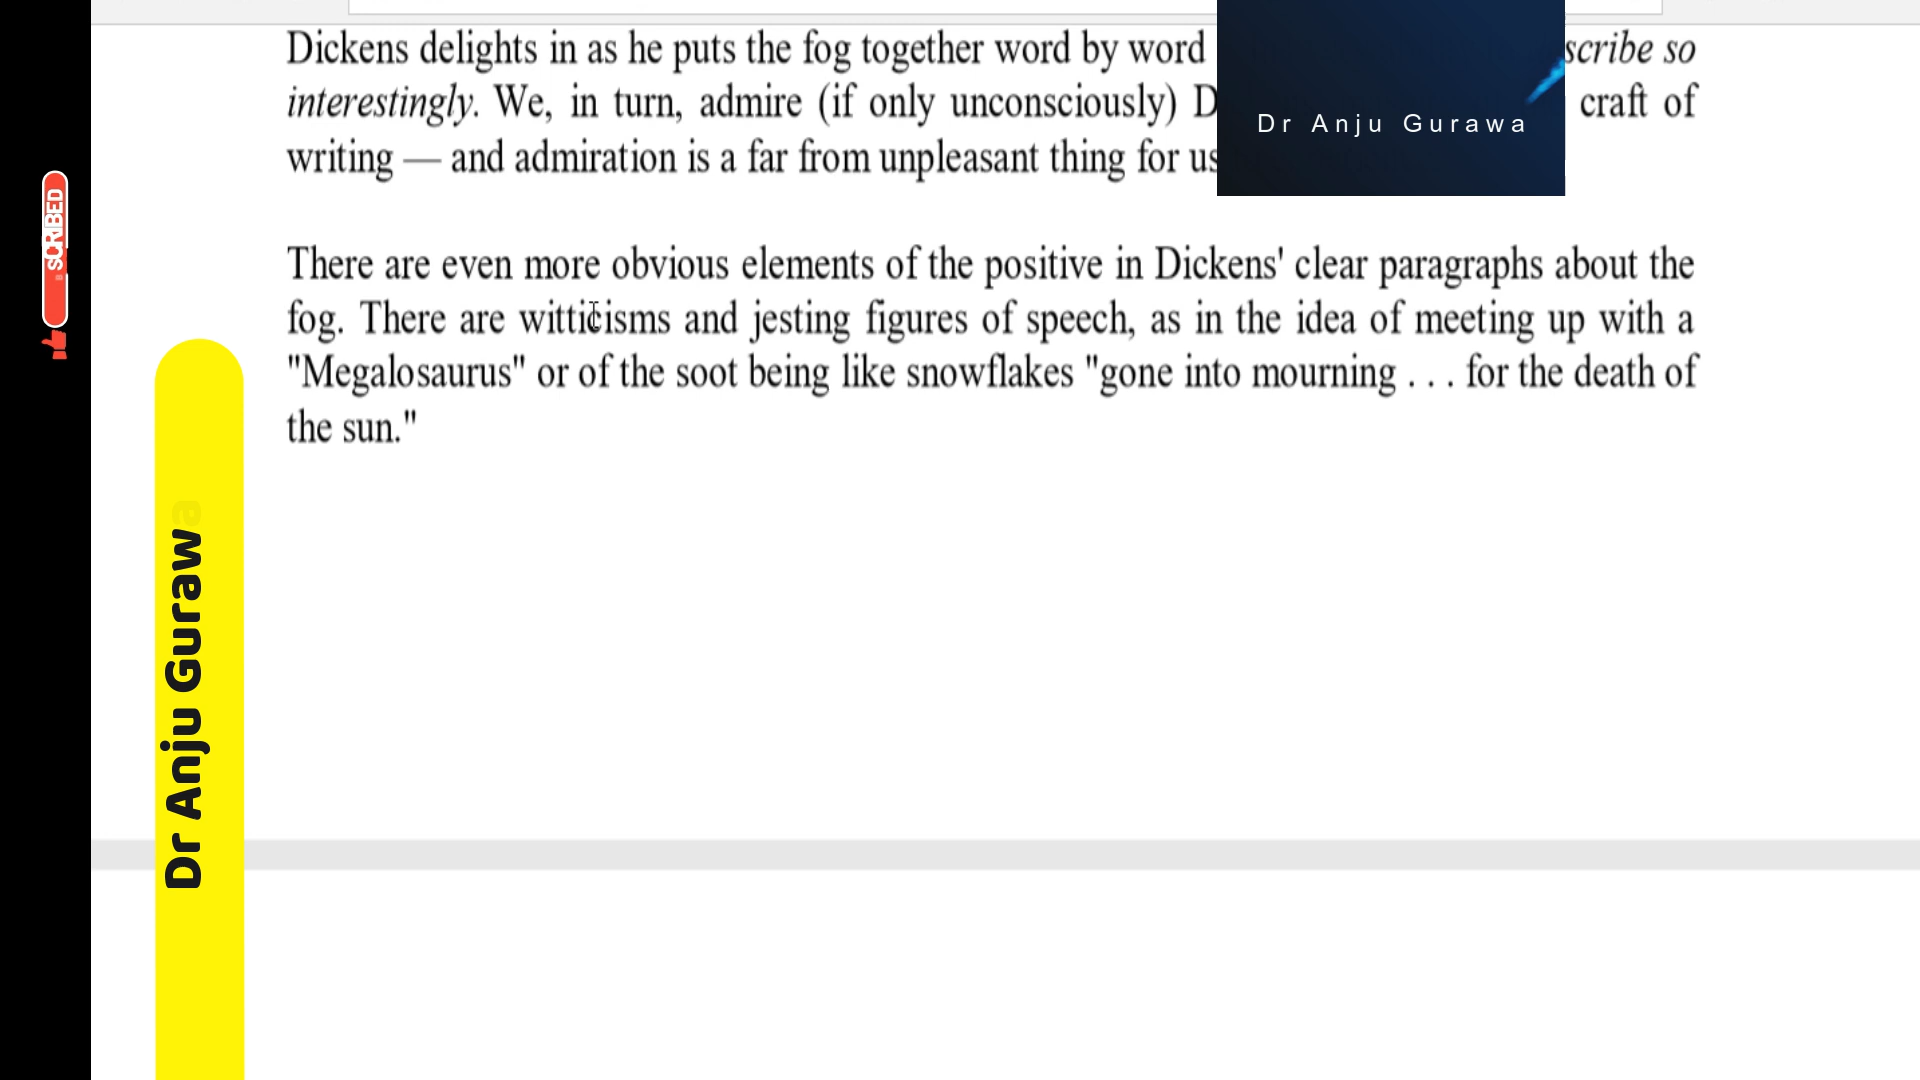 Dickens delights in as he puts the fog together word by word scribe so
interestingly. We, in turn, admire (if only unconsciously) D craft of
writing — and admiration is a far from unpleasant thing for us
Dr Anju Gurawa
There are even more obvious elements of the positive in Dickens' clear paragraphs about the
fog. There are witticisms and jesting figures of speech, as in the idea of meeting up with a
"Megalosaurus" or of the soot being like snowflakes "gone into mourning . . . for the death of
the sun."
SCRIBED
Dr Anju Gurawa